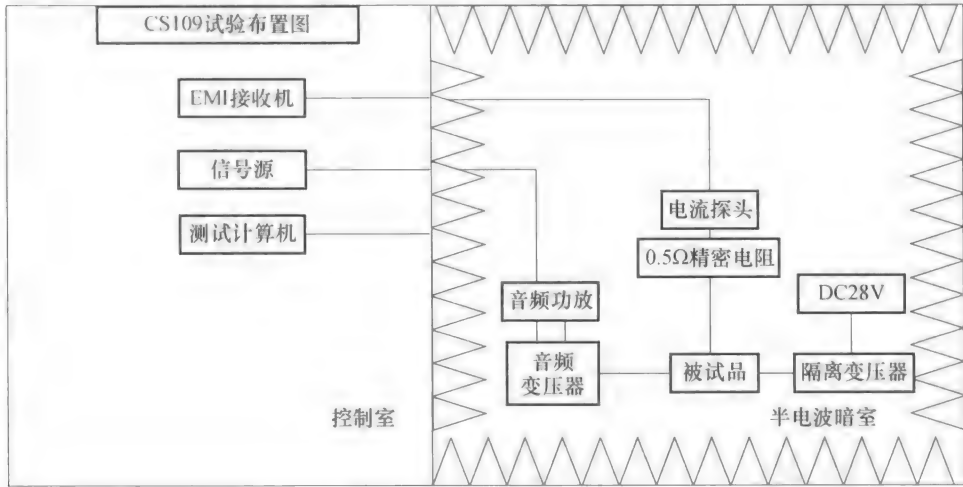 CS109试验布置图
EMI接收机
信号源
测试计算机
控制室
电流探头
0.5Ω精密电阻
音频功放
DC28V
音频
变压器
被试品
隔离变压器
半电波暗室